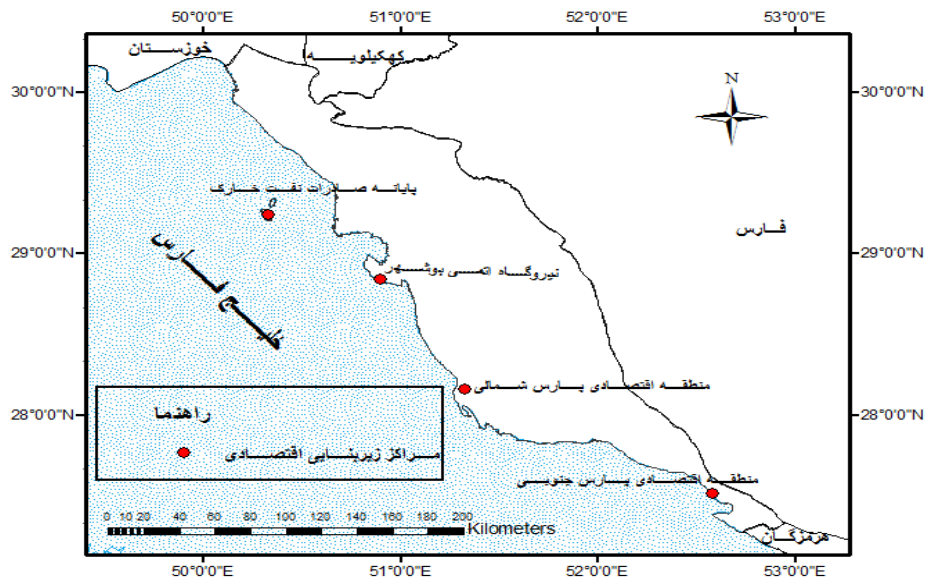 50°0'0"E 51°0'0"E 52°0'0"E 53°0'0"E
خوزستان
کهکیلویه
30°0'0"N 30°0'0"N
N
پایانه صادرات نفت خارک
فارس
29°0'0"N 29°0'0"N
خلیج فارس
نیروگاه اتمی بوشهر
منطقه اقتصادی پارس شمالی
28°0'0"N 28°0'0"N
راهنما
مراکز زیربنایی اقتصادی
منطقه اقتصادی پارس جنوبی
0 10 20 40 60 80 100 120 140 160 180 200
Kilometers
هرمزگان
50°0'0"E 51°0'0"E 52°0'0"E 53°0'0"E